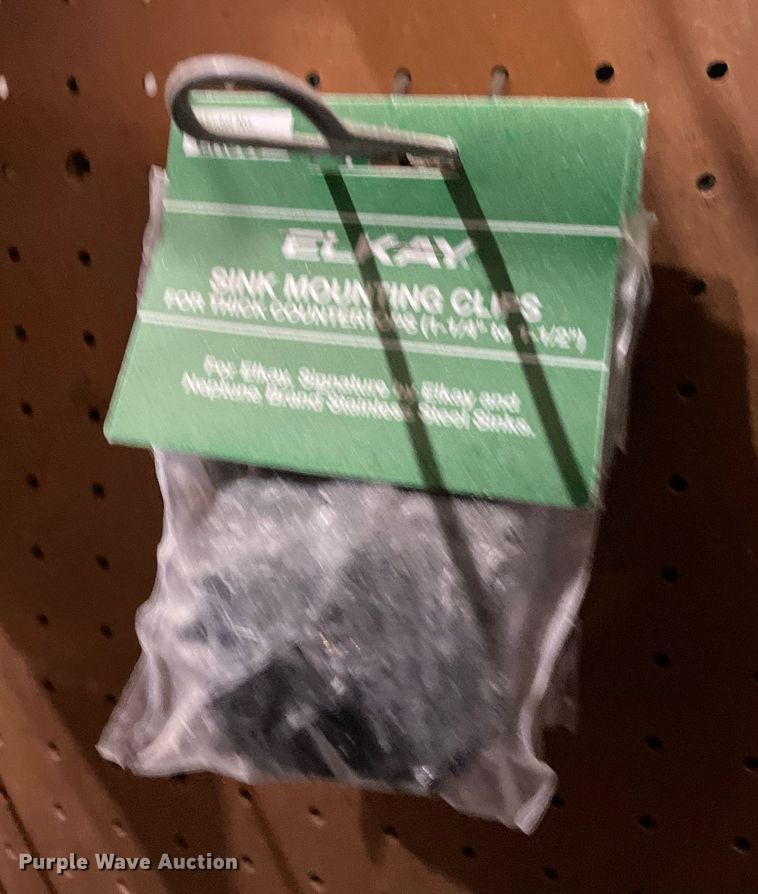 ELKAY
SINK MOUNTING CLIPS
FOR THICK COUNTERTOPS (1-1/4" to 1-1/2")
For Elkay, Signature by Elkay and
Neptune Brand Stainless Steel Sinks.
Purple Wave Auction